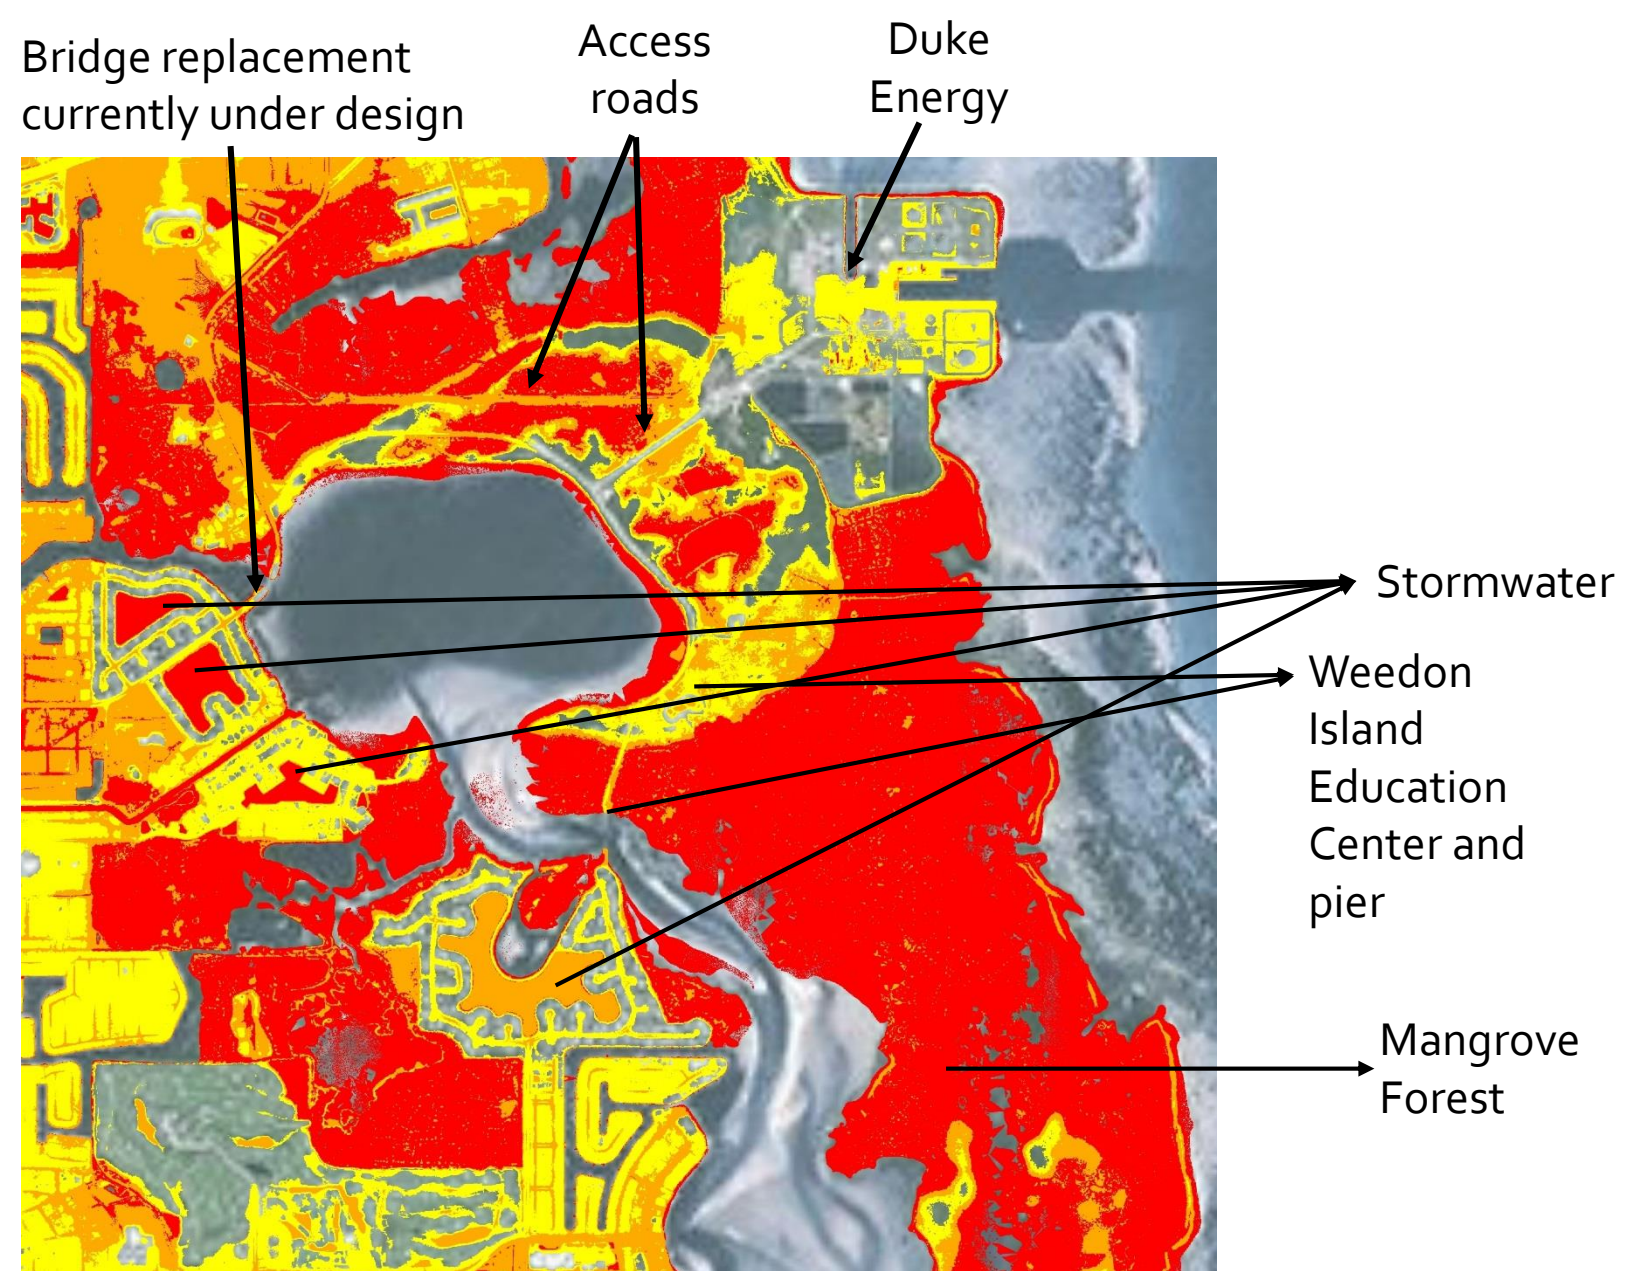 Bridge replacement
currently under design
Access
roads
Duke
Energy
Stormwater
Weedon
Island
Education
Center and
pier
Mangrove
Forest